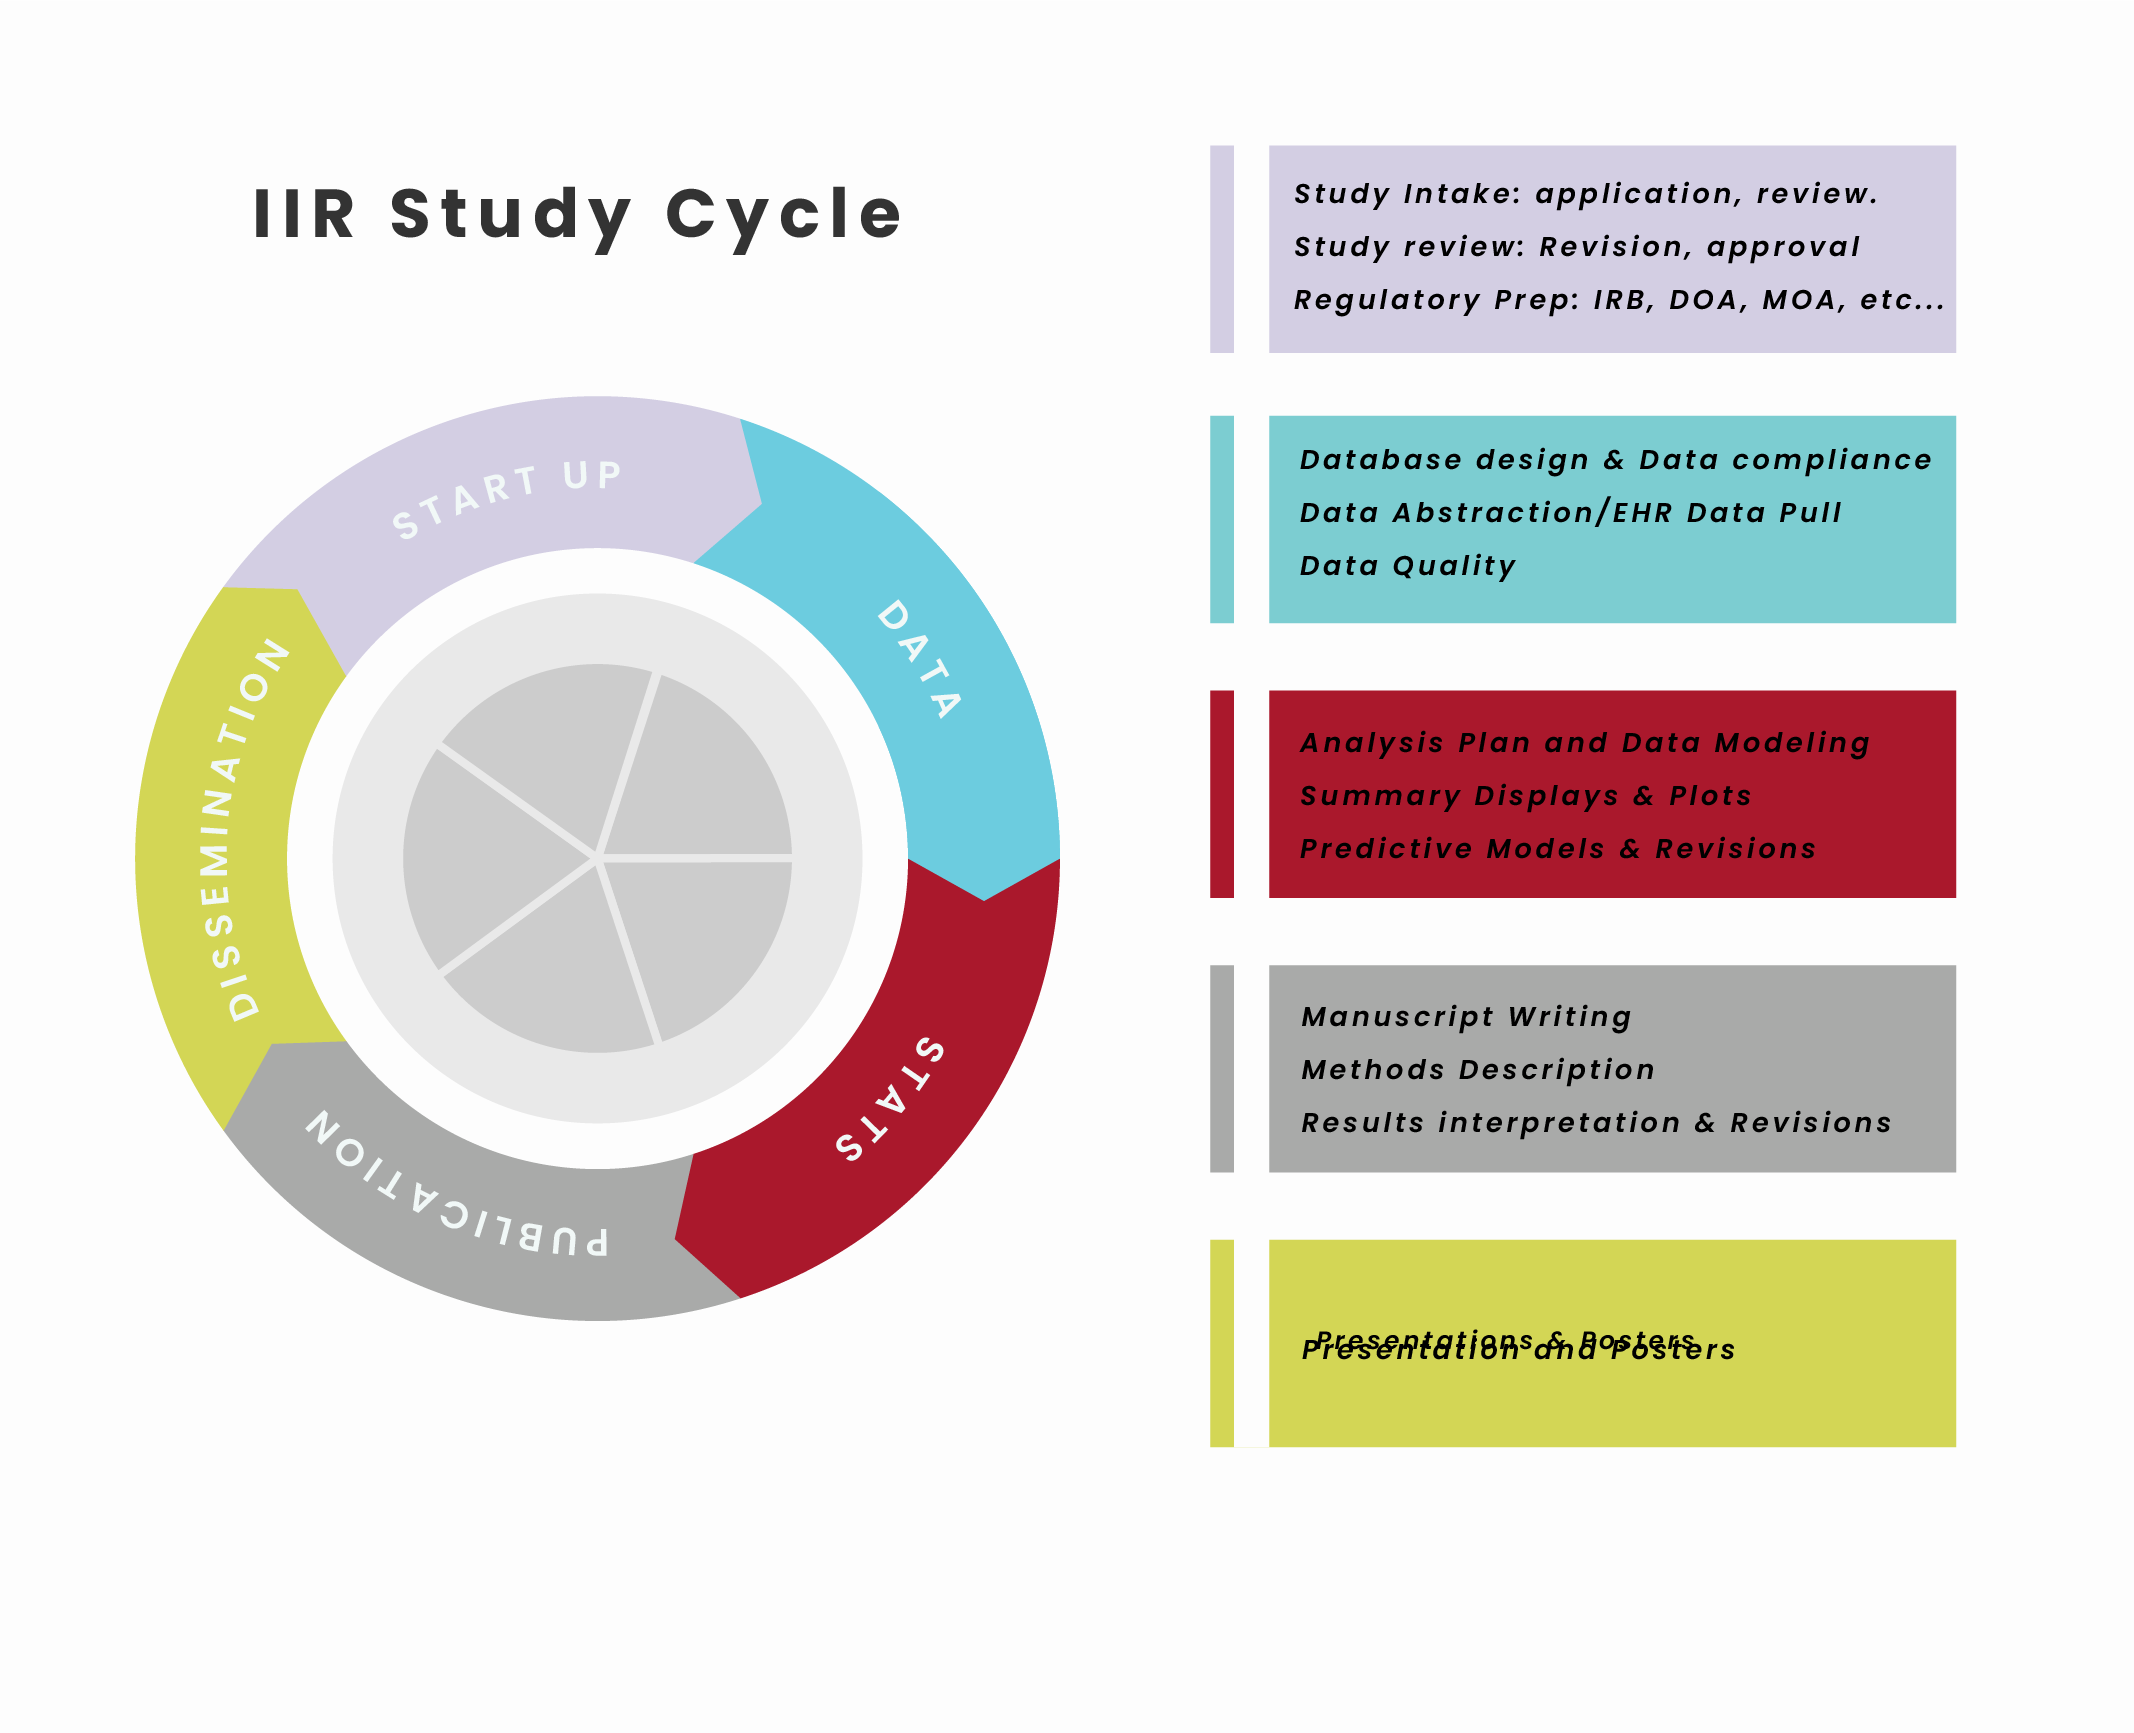 IIR Study Cycle
START UP
DATA
STATS
PUBLICATION
DISSEMINATION
Study Intake: application, review.
Study review: Revision, approval
Regulatory Prep: IRB, DOA, MOA, etc...
Database design & Data compliance
Data Abstraction/EHR Data Pull
Data Quality
Analysis Plan and Data Modeling
Summary Displays & Plots
Predictive Models & Revisions
Manuscript Writing
Methods Description
Results interpretation & Revisions
Presentations & Posters
Presentation and Posters